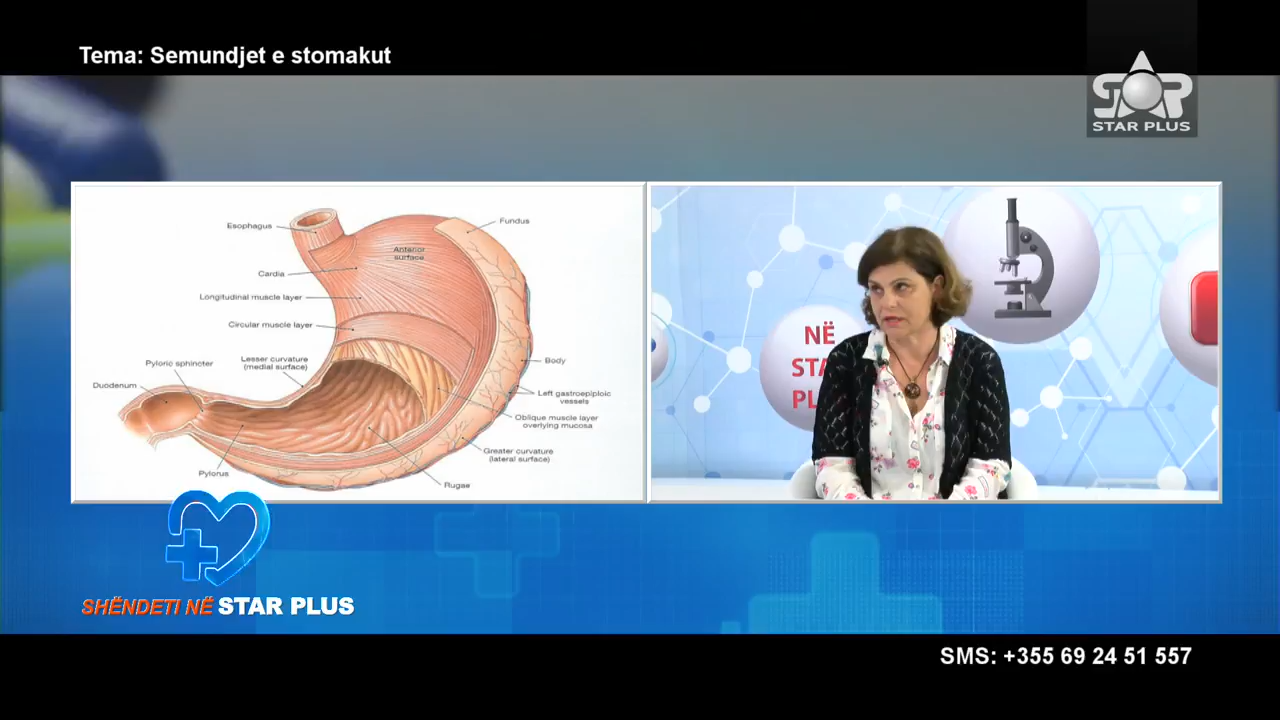 Tema: Semundjet e stomakut
STAR PLUS
Esophagus
Fundus
Anterior
surface
Cardia
Longitudinal muscle layer
Circular muscle layer
Lesser curvature
(medial surface)
Pyloric sphincter
Duodenum
Body
Left gastroepiploic
vessels
Oblique muscle layer
overlying mucosa
Greater curvature
(lateral surface)
Pylorus
Rugae
NË
SHËNDETI NË STAR PLUS
SMS: +355 69 24 51 557